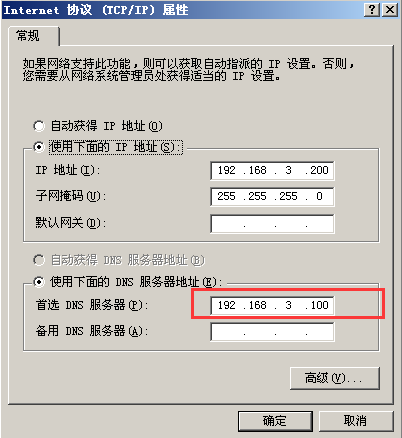 Internet 协议 (TCP/IP) 属性
常规
如果网络支持此功能，则可以获取自动指派的 IP 设置。否则，
您需要从网络系统管理员处获得适当的 IP 设置。
自动获得 IP 地址(O)
使用下面的 IP 地址(S):
IP 地址(I): 192 .168 . 3 .200
子网掩码(U): 255 .255 .255 . 0
默认网关(D): . . .
自动获得 DNS 服务器地址(B)
使用下面的 DNS 服务器地址(E):
首选 DNS 服务器(P): 192 .168 . 3 .100
备用 DNS 服务器(A): . . .
高级(V)...
确定 取消